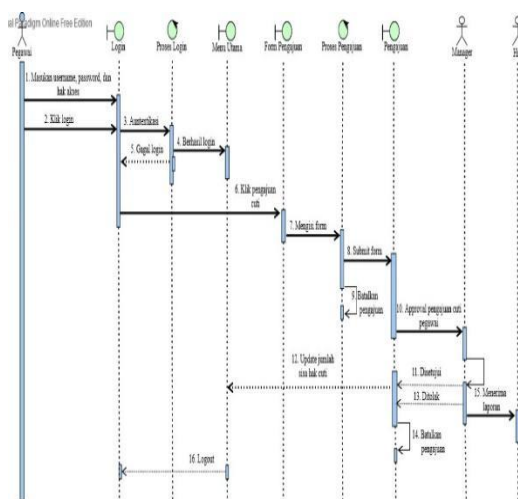 al Paradigm Online Free Edition
Pegawai
Login
Proses Login
Menu Utama
Form Pengajuan
Proses Pengajuan
Pengajuan
Manager
1. Masukan username, password, dan
hak akses
2. Klik login
3. Autentikasi
4. Berhasil login
5. Gagal login
6. Klik pengajuan
cuti
7. Mengisi form
8. Submit form
9. Batalkan
pengajuan
10. Approval pengajuan cuti
pegawai
11. Disetujui
12. Update jumlah
sisa hak cuti
13. Ditolak
15. Menerima
laporan
14. Batalkan
pengajuan
16. Logout